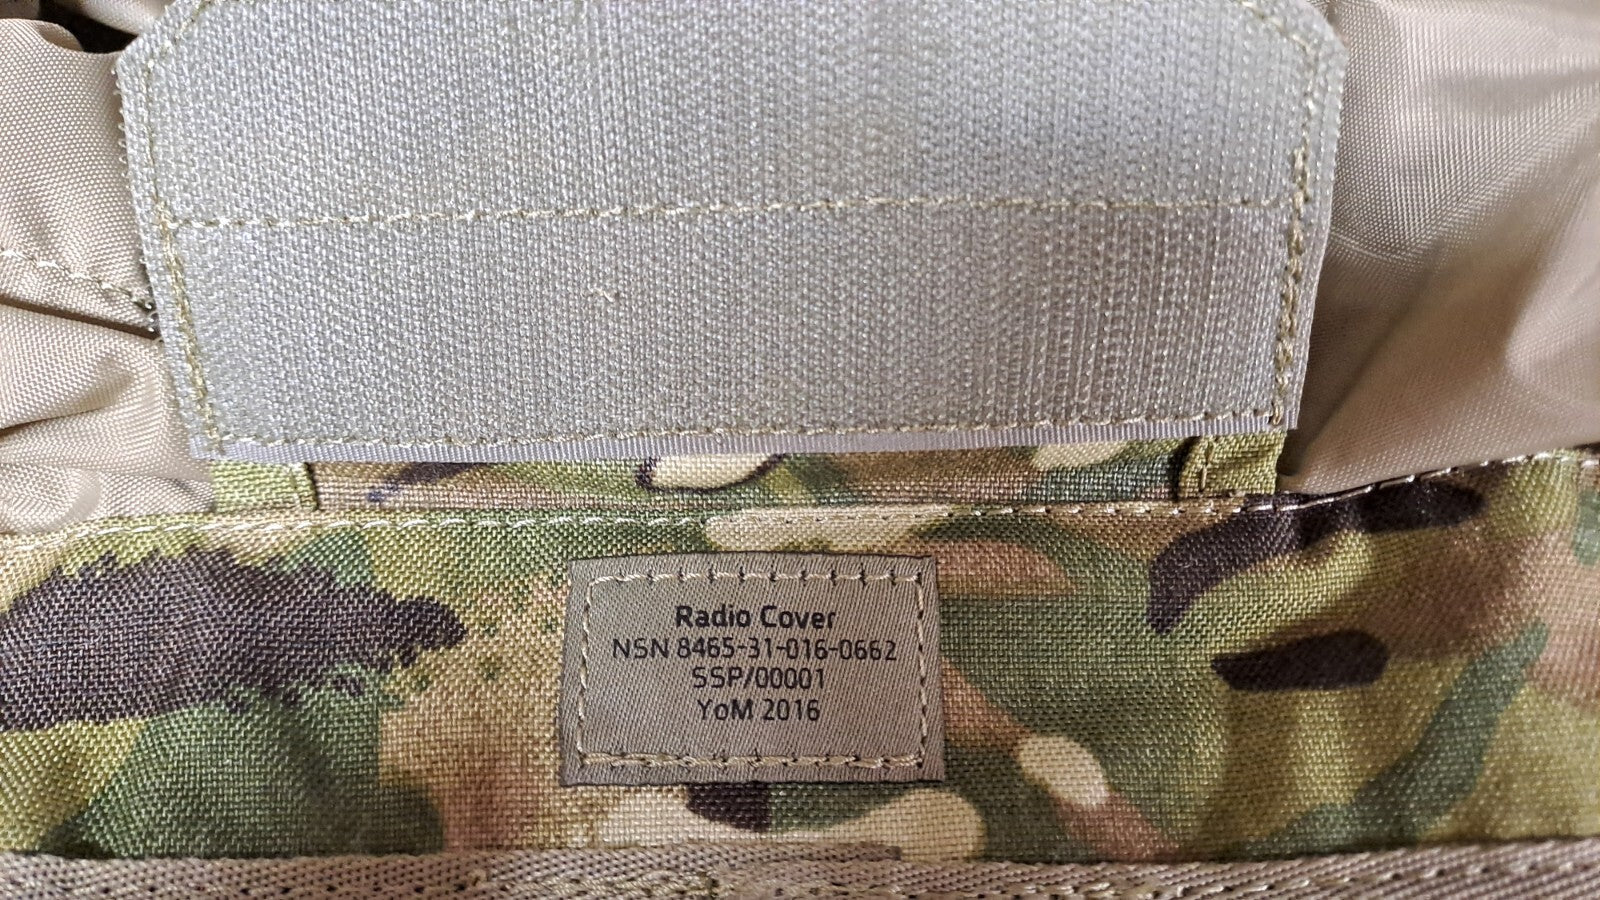 Radio Cover
NSN 8465-31-016-0662
SSP/00001
YoM 2016